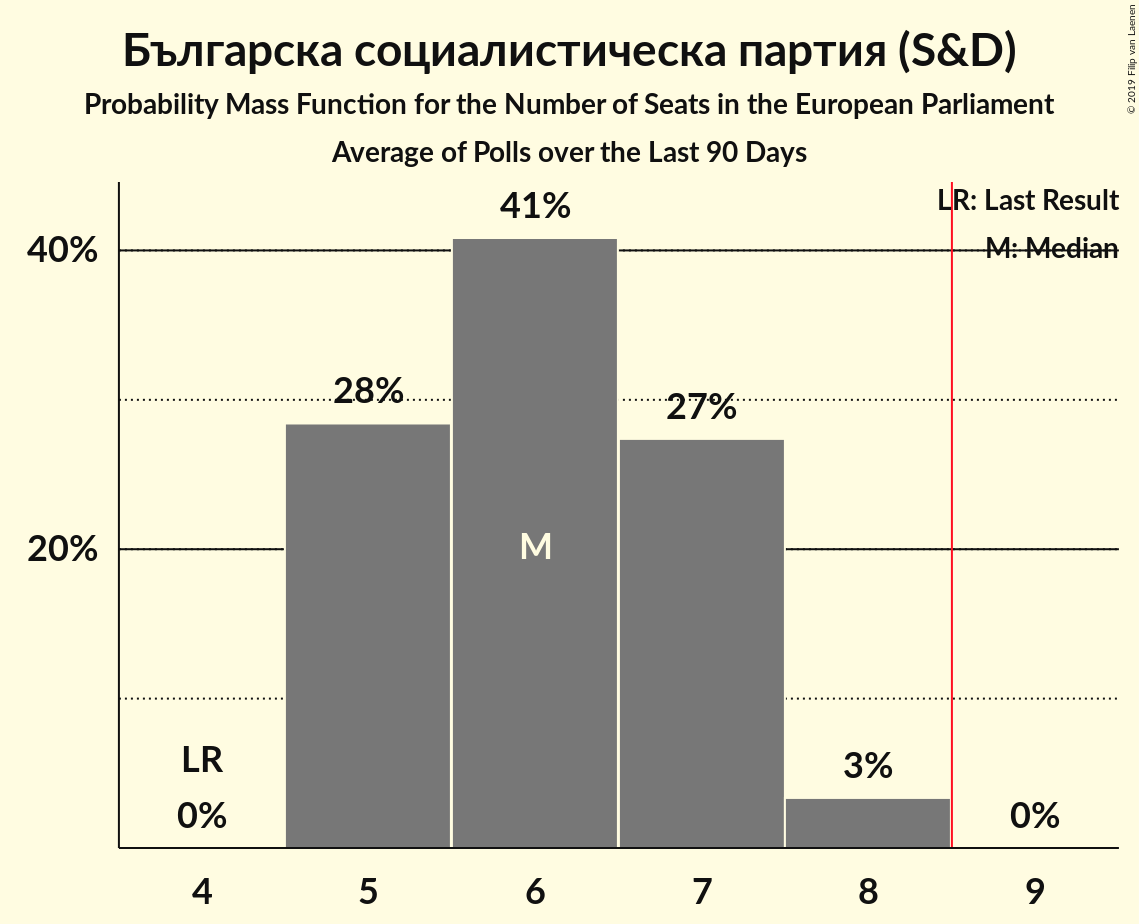 Българска социалистическа партия (S&D)
Probability Mass Function for the Number of Seats in the European Parliament
Average of Polls over the Last 90 Days
© 2019 Filip van Laenen
LR: Last Result
M: Median
41%
40%
28%
27%
20%
M
LR
0%
3%
0%
4 5 6 7 8 9